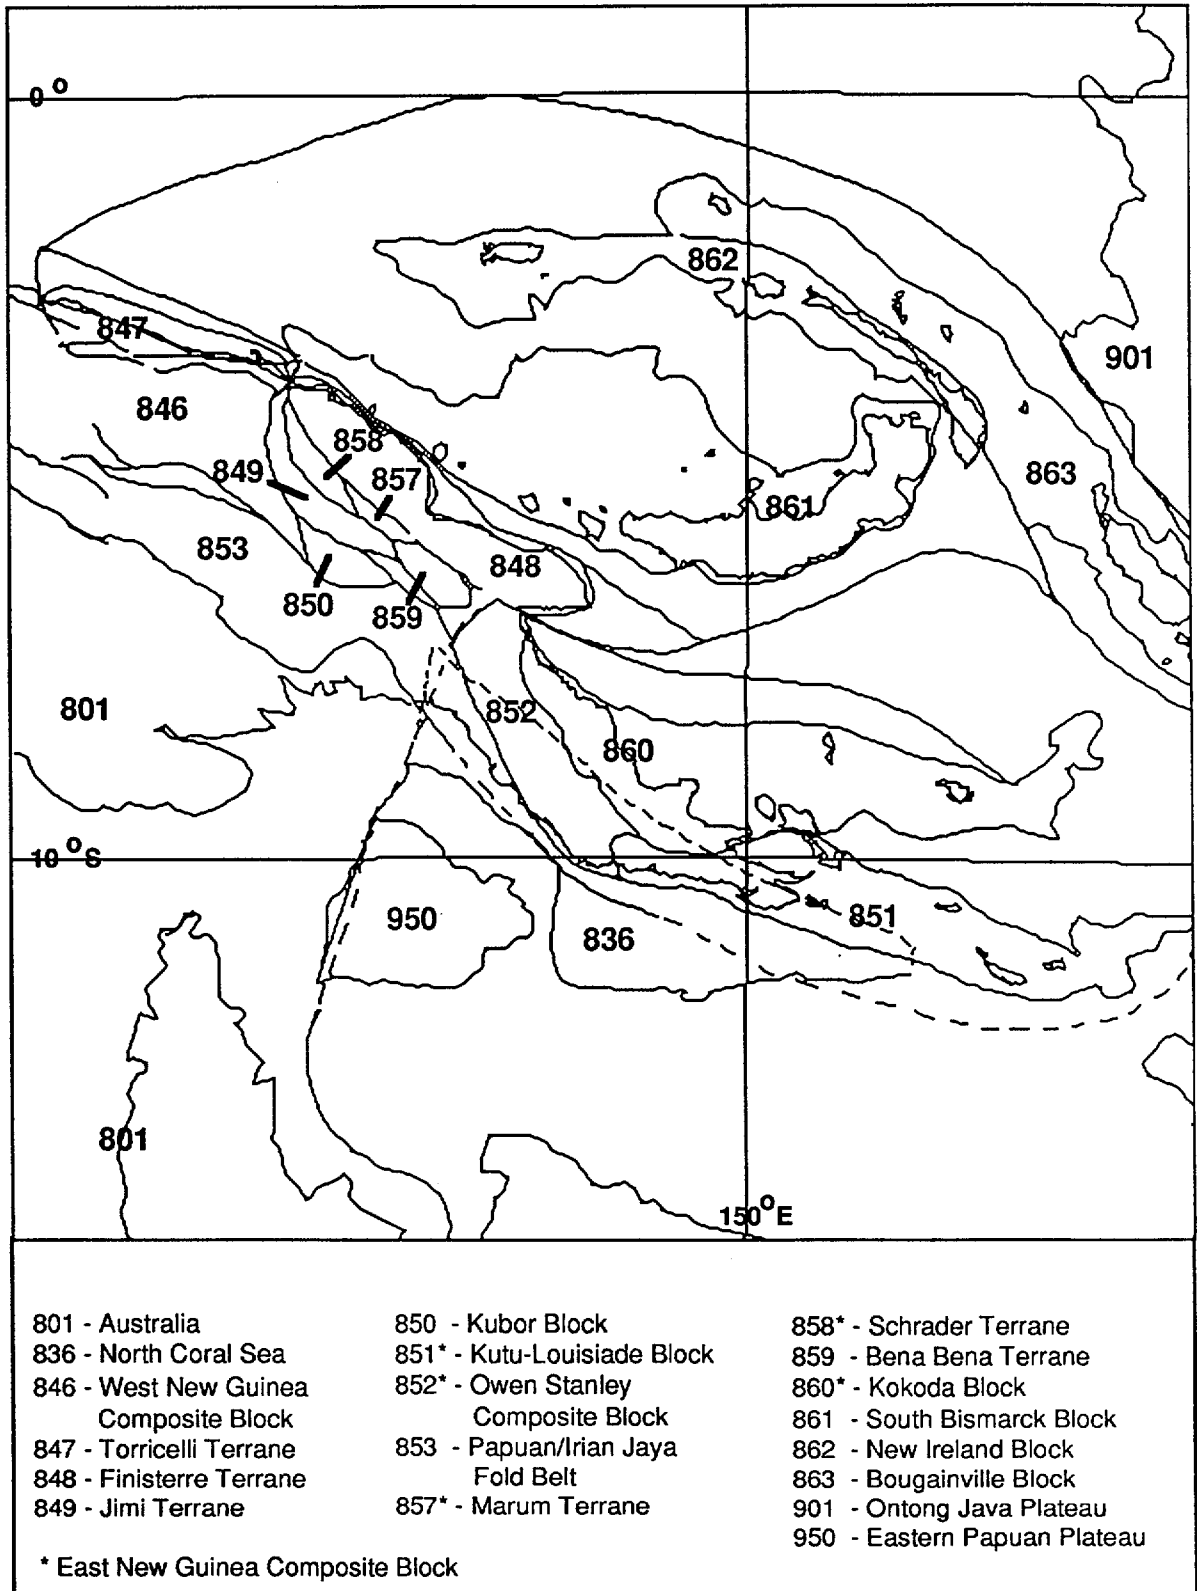 0 °
862
847
901
846
858
849
857
863
861
853
848
850
859
801
852
860
10 °S
950
836
851
801
150°E
801 - Australia
836 - North Coral Sea
846 - West New Guinea
Composite Block
847 - Torricelli Terrane
848 - Finisterre Terrane
849 - Jimi Terrane
850 - Kubor Block
851* - Kutu-Louisiade Block
852* - Owen Stanley
Composite Block
853 - Papuan/Irian Jaya
Fold Belt
857* - Marum Terrane
858* - Schrader Terrane
859 - Bena Bena Terrane
860* - Kokoda Block
861 - South Bismarck Block
862 - New Ireland Block
863 - Bougainville Block
901 - Ontong Java Plateau
950 - Eastern Papuan Plateau
* East New Guinea Composite Block